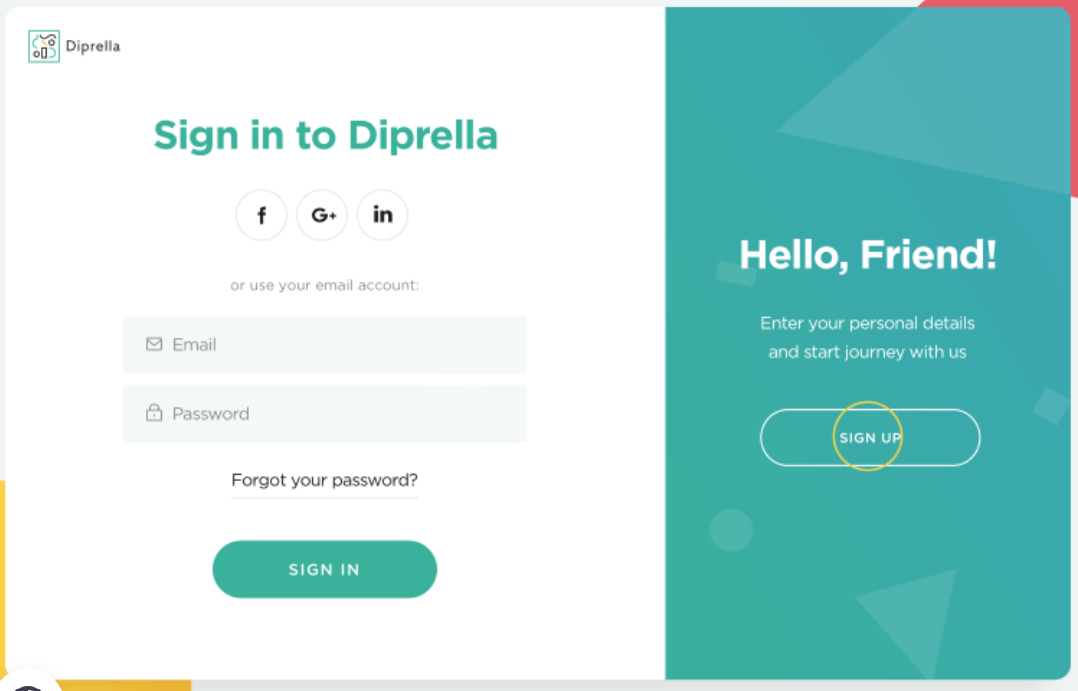 Diprella
Sign in to Diprella
f G+ in
or use your email account:
Email
Password
Forgot your password?
SIGN IN
Hello, Friend!
Enter your personal details
and start journey with us
SIGN UP